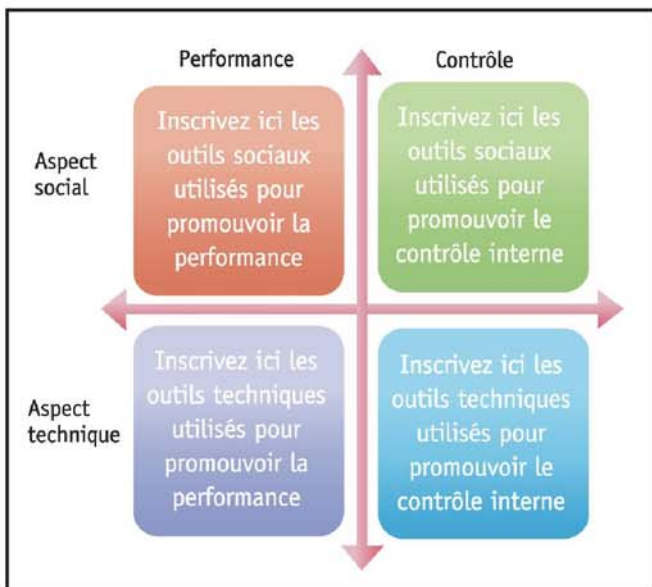 Performance
Contrôle
Aspect
social
Inscrivez ici les
outils sociaux
utilisés pour
promouvoir la
performance
Inscrivez ici les
outils sociaux
utilisés pour
promouvoir le
contrôle interne
Aspect
technique
Inscrivez ici les
outils techniques
utilisés pour
promouvoir la
performance
Inscrivez ici les
outils techniques
utilisés pour
promouvoir le
contrôle interne